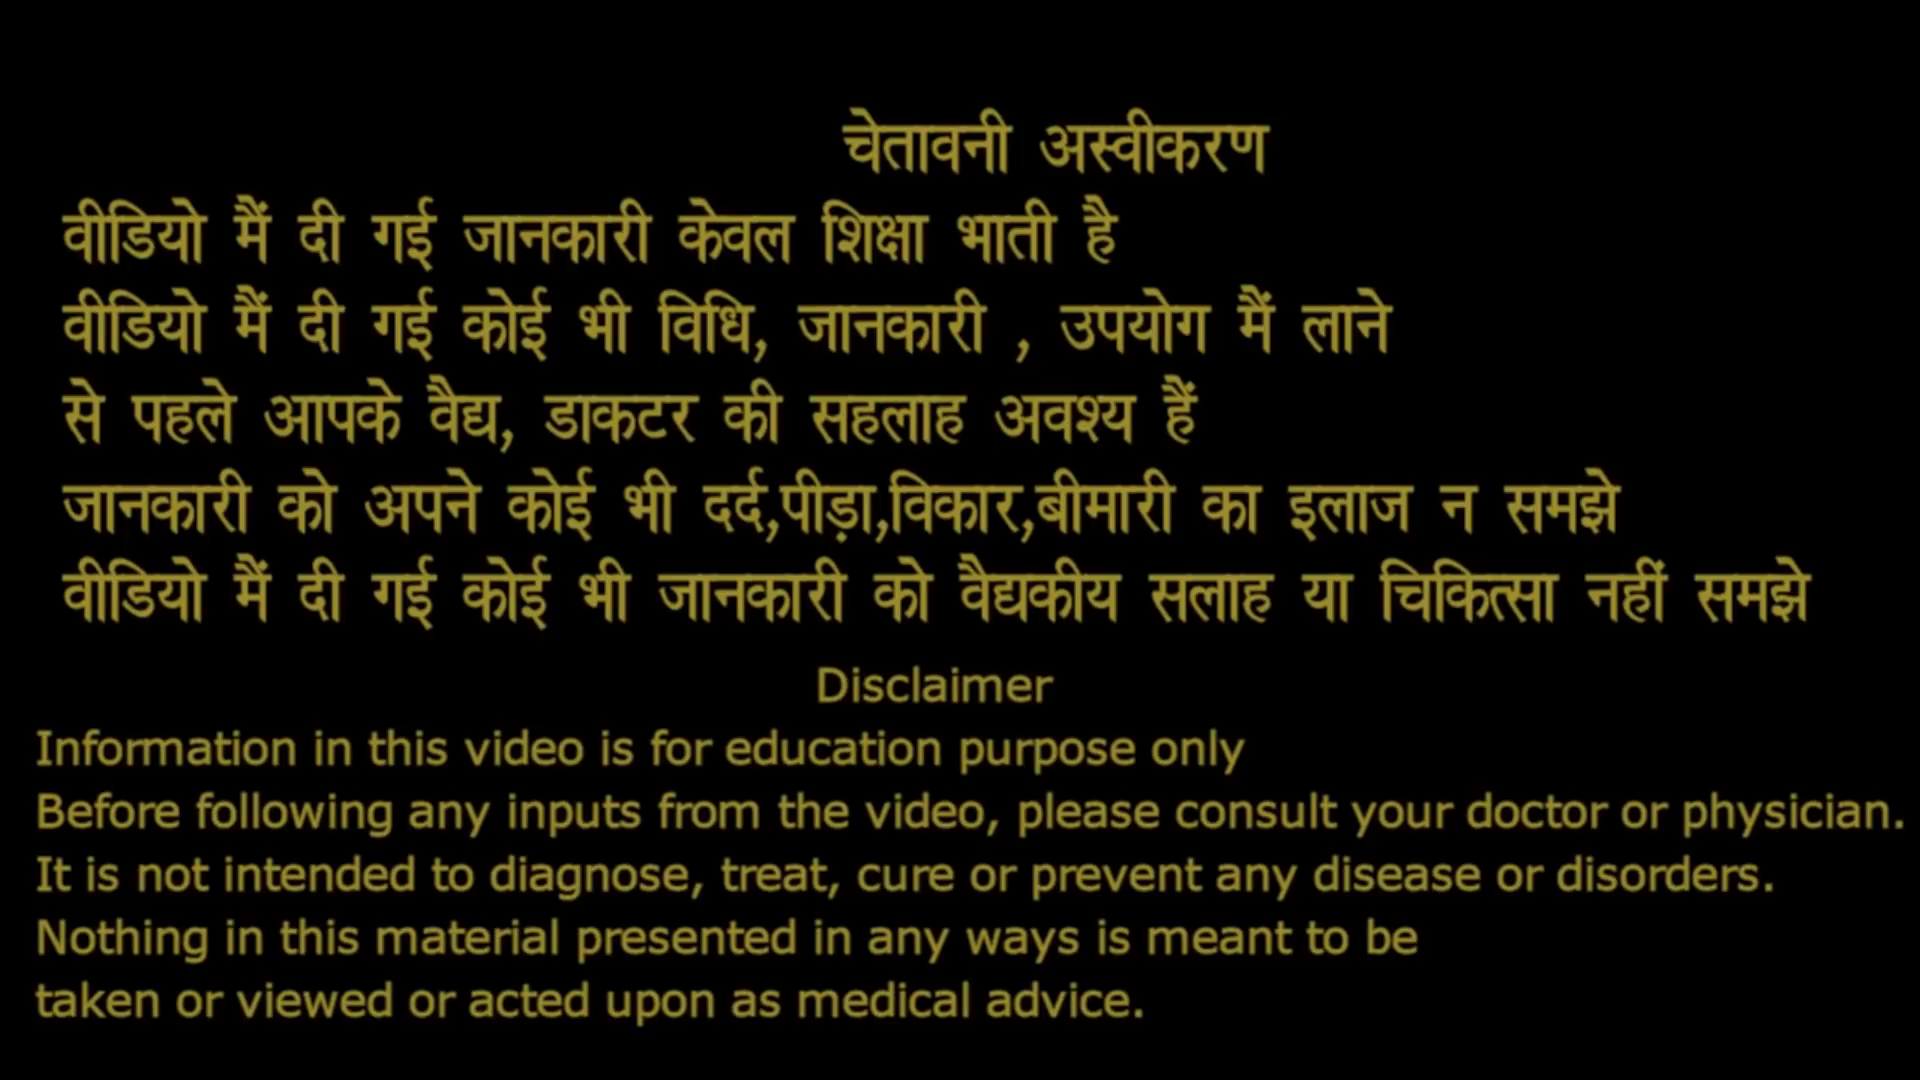 चेतावनी अस्वीकरण
वीडियो मैं दी गई जानकारी केवल शिक्षा भाती है
वीडियो मैं दी गई कोई भी विधि, जानकारी , उपयोग मैं लाने
से पहले आपके वैद्य, डाकटर की सहलाह अवश्य हैं
जानकारी को अपने कोई भी दर्द,पीड़ा,विकार,बीमारी का इलाज न समझे
वीडियो मैं दी गई कोई भी जानकारी को वैद्यकीय सलाह या चिकित्सा नहीं समझे
Disclaimer
Information in this video is for education purpose only
Before following any inputs from the video, please consult your doctor or physician.
It is not intended to diagnose, treat, cure or prevent any disease or disorders.
Nothing in this material presented in any ways is meant to be
taken or viewed or acted upon as medical advice.